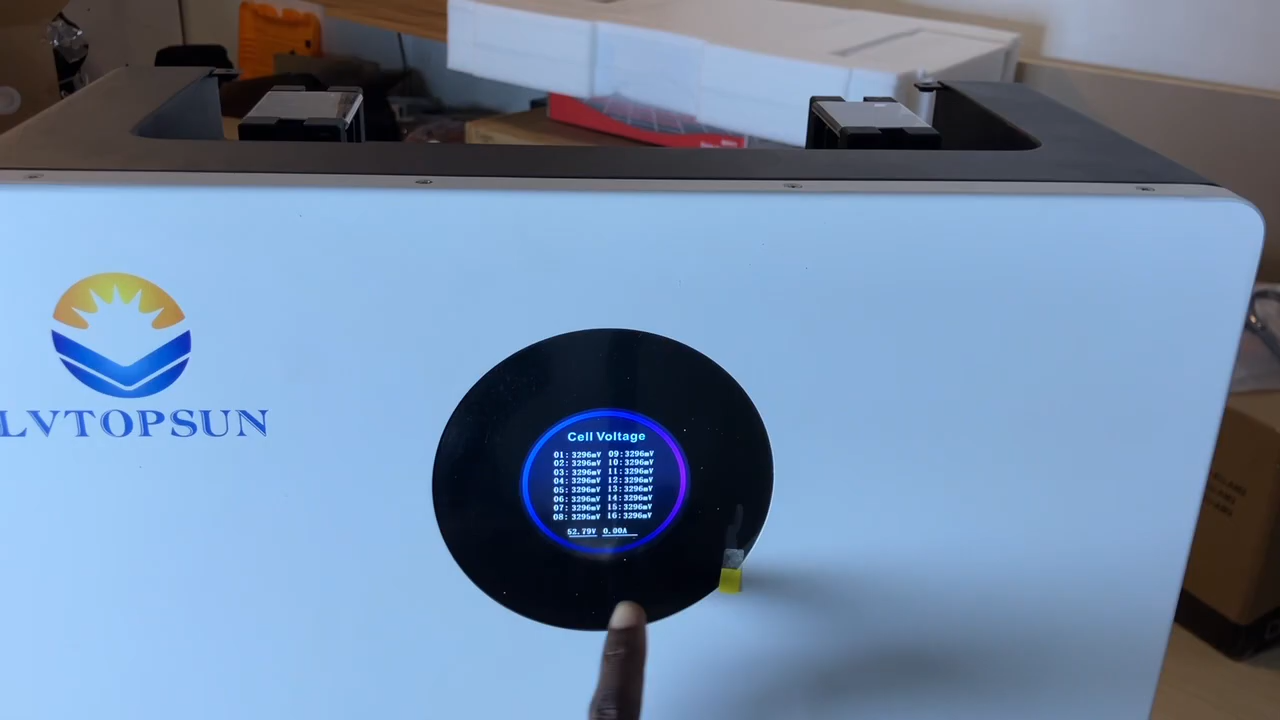 LVTOPSUN
Cell Voltage
01: 3296mV 09:3296mV
02: 3296mV 10:3296mV
03: 3296mV 11:3296mV
04: 3296mV 12:3296mV
05: 3296mV 13:3296mV
06: 3296mV 14:3296mV
07: 3296mV 15:3296mV
08: 3295mV 16:3296mV
52.79V 0.00A